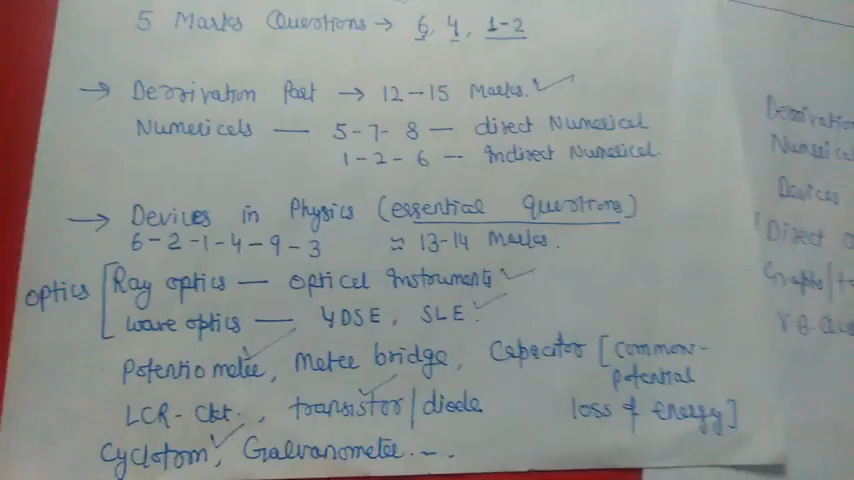 5 Marks Questions → 6, 4, 1-2
→ Derrivation Part → 12-15 Marks.
Numericals — 5-7-8 — direct Numerical
1-2-6 — Indirect Numerical.
→ Devices in Physics (essential questions)
6-2-1-4-9-3 ≈ 13-14 Marks.
optics [ Ray optics — optical Instruments
wave optics — YDSE, SLE.
Potentiometer, Meter bridge, Capacitor [common-
potential
LCR-Ckt., transistor/diode loss of energy]
Cyclotorn, Galvanometer...
Derrivation
Numerical
Devices
Direct
Graphs/